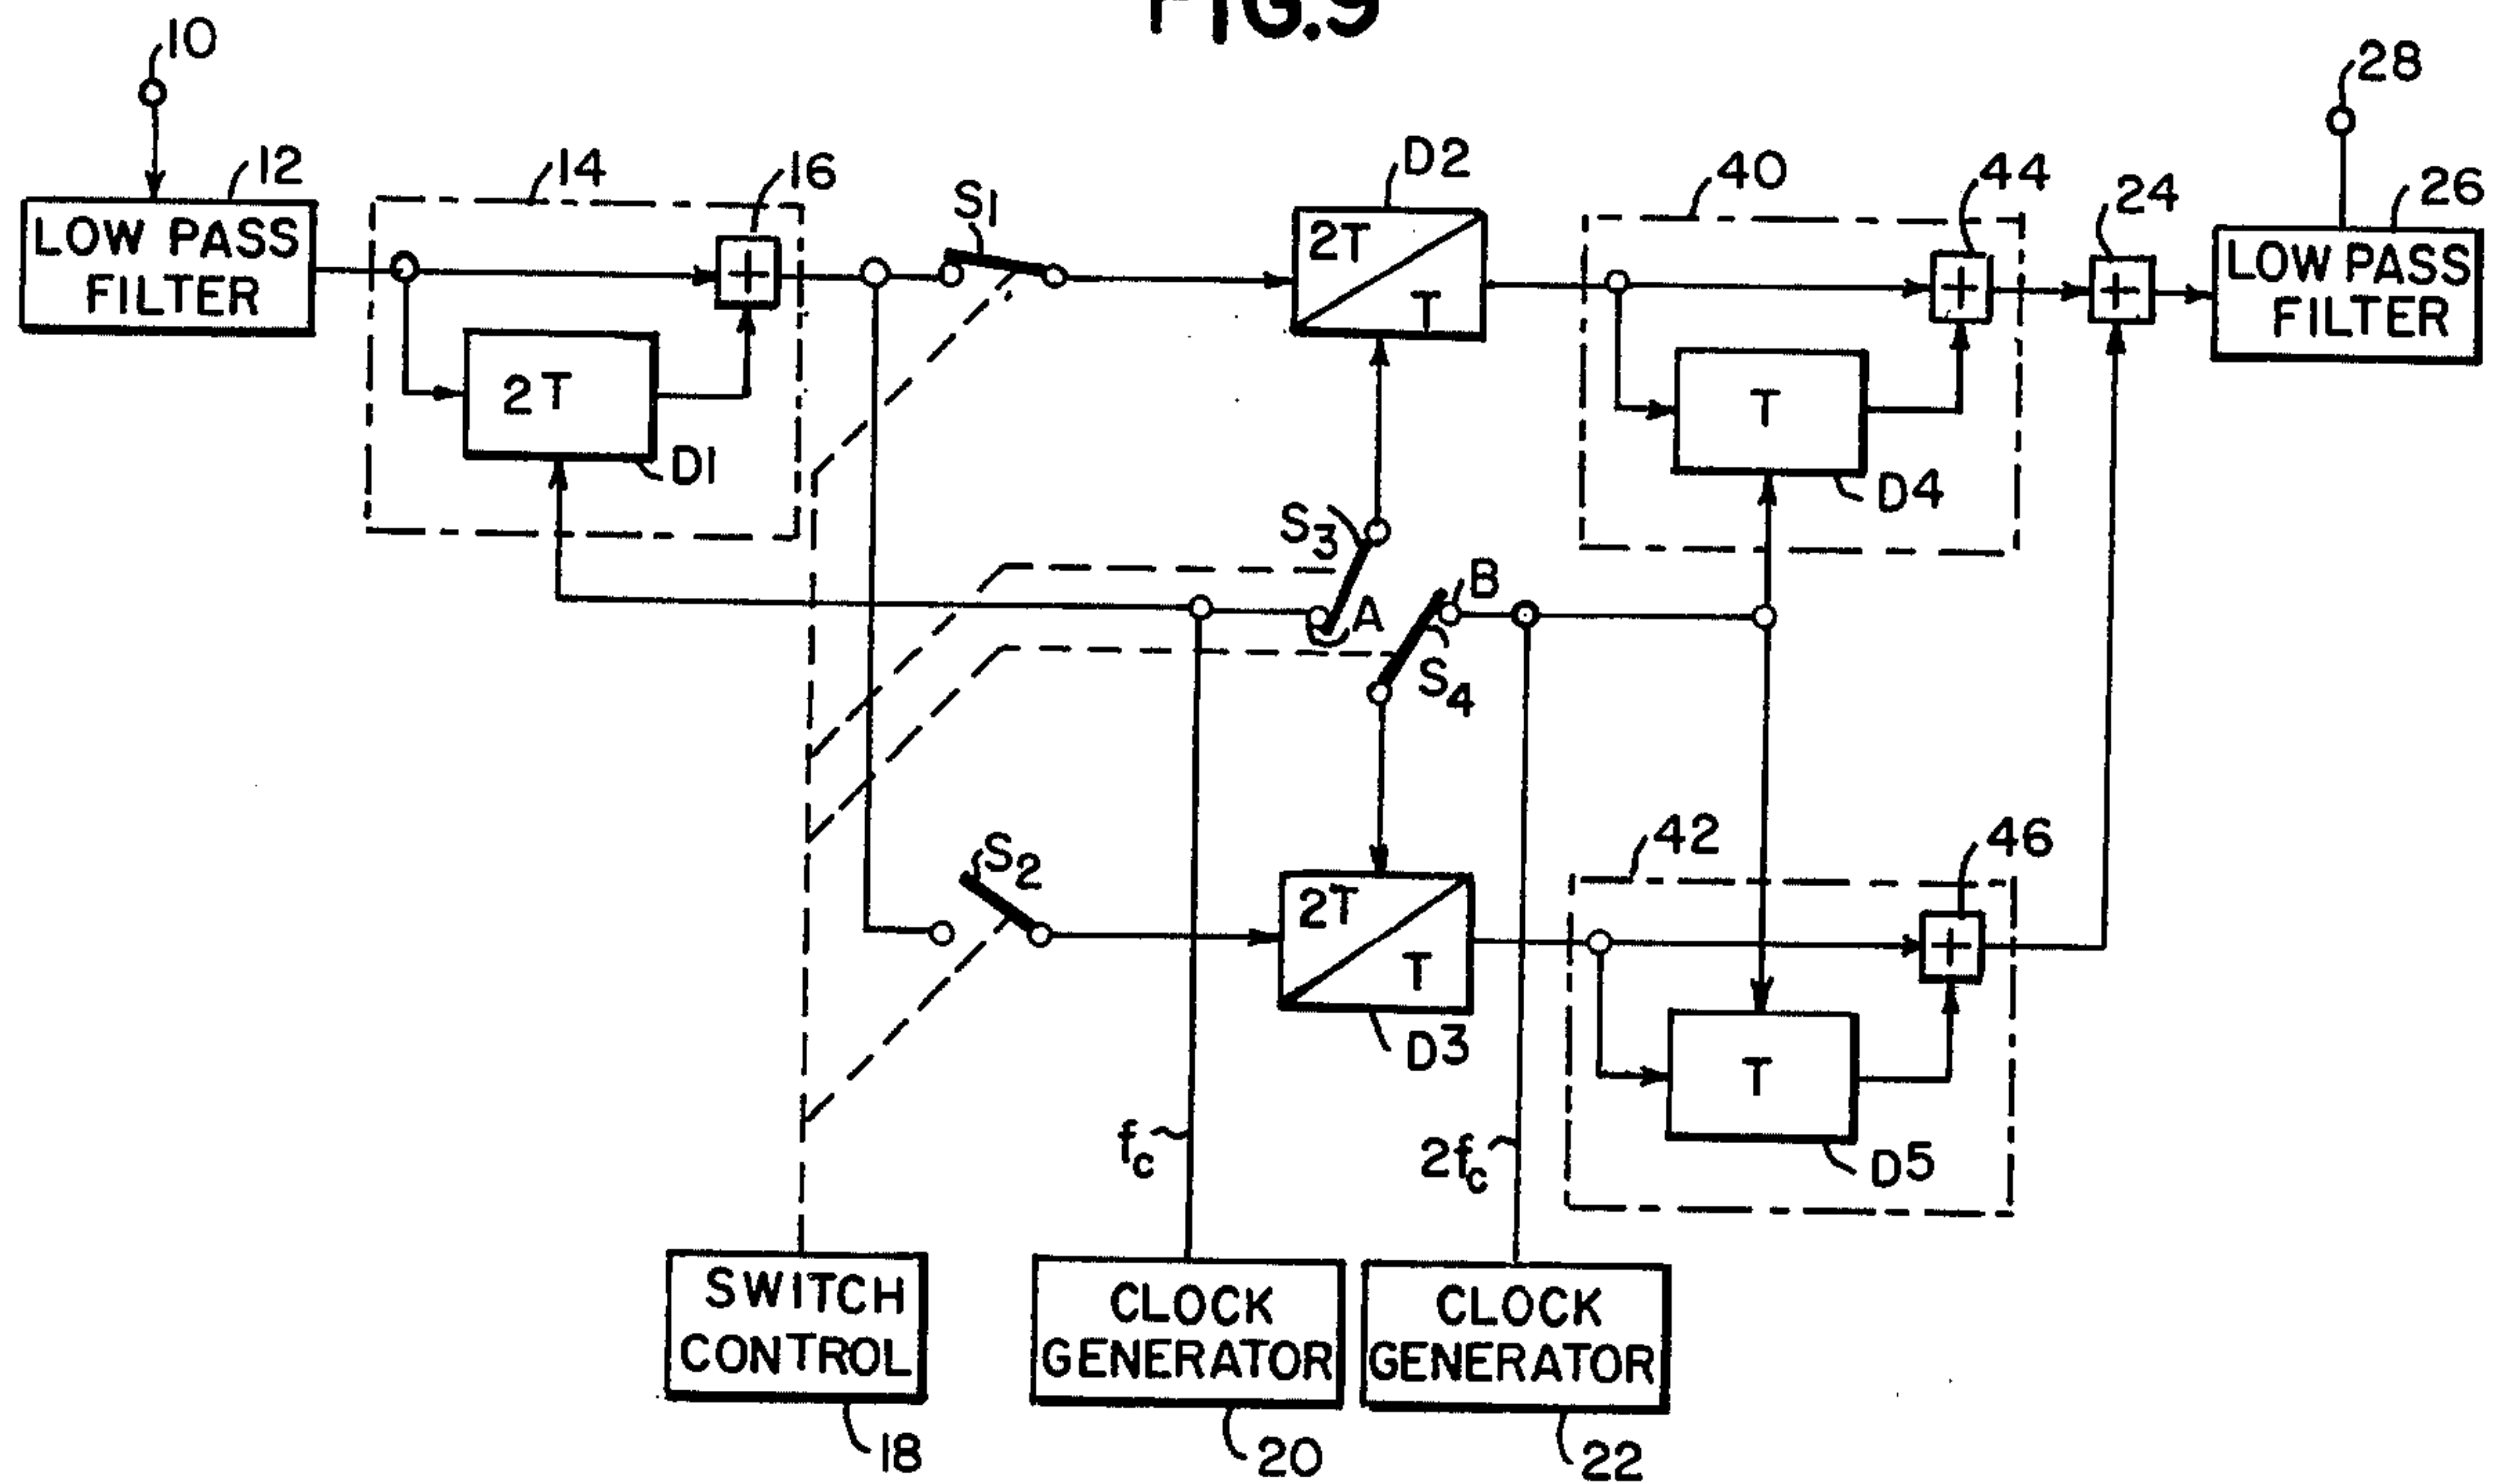 FIG.9
10
28
12
14
16
S1
D2
40
44
24
26
LOW PASS
FILTER
2T
T
LOW PASS
FILTER
2T
D1
T
D4
S3
A
B
S4
S2
42
46
2T
T
D3
T
D5
fc
2fc
SWITCH
CONTROL
CLOCK
GENERATOR
CLOCK
GENERATOR
18
20
22